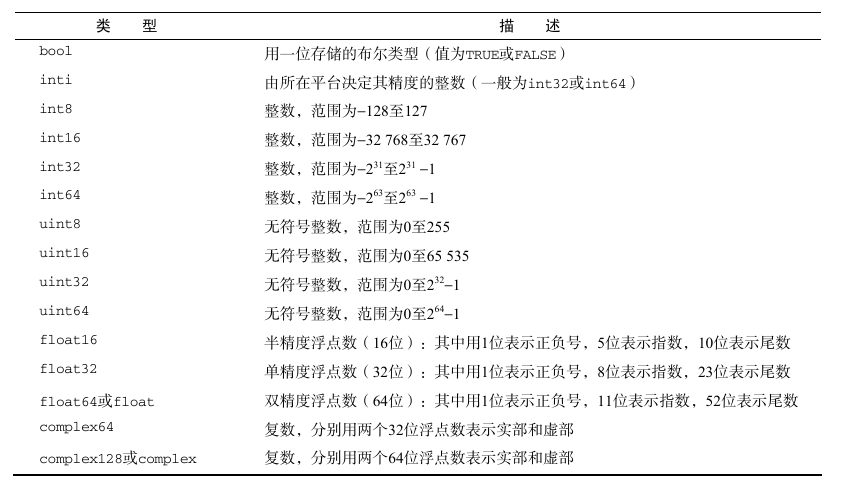 类 型 描 述
bool 用一位存储的布尔类型（值为TRUE或FALSE）
inti 由所在平台决定其精度的整数（一般为int32或int64）
int8 整数，范围为−128至127
int16 整数，范围为−32 768至32 767
int32 整数，范围为−2³¹至2³¹ −1
int64 整数，范围为−2⁶³至2⁶³ −1
uint8 无符号整数，范围为0至255
uint16 无符号整数，范围为0至65 535
uint32 无符号整数，范围为0至2³²−1
uint64 无符号整数，范围为0至2⁶⁴−1
float16 半精度浮点数（16位）：其中用1位表示正负号，5位表示指数，10位表示尾数
float32 单精度浮点数（32位）：其中用1位表示正负号，8位表示指数，23位表示尾数
float64或float 双精度浮点数（64位）：其中用1位表示正负号，11位表示指数，52位表示尾数
complex64 复数，分别用两个32位浮点数表示实部和虚部
complex128或complex 复数，分别用两个64位浮点数表示实部和虚部